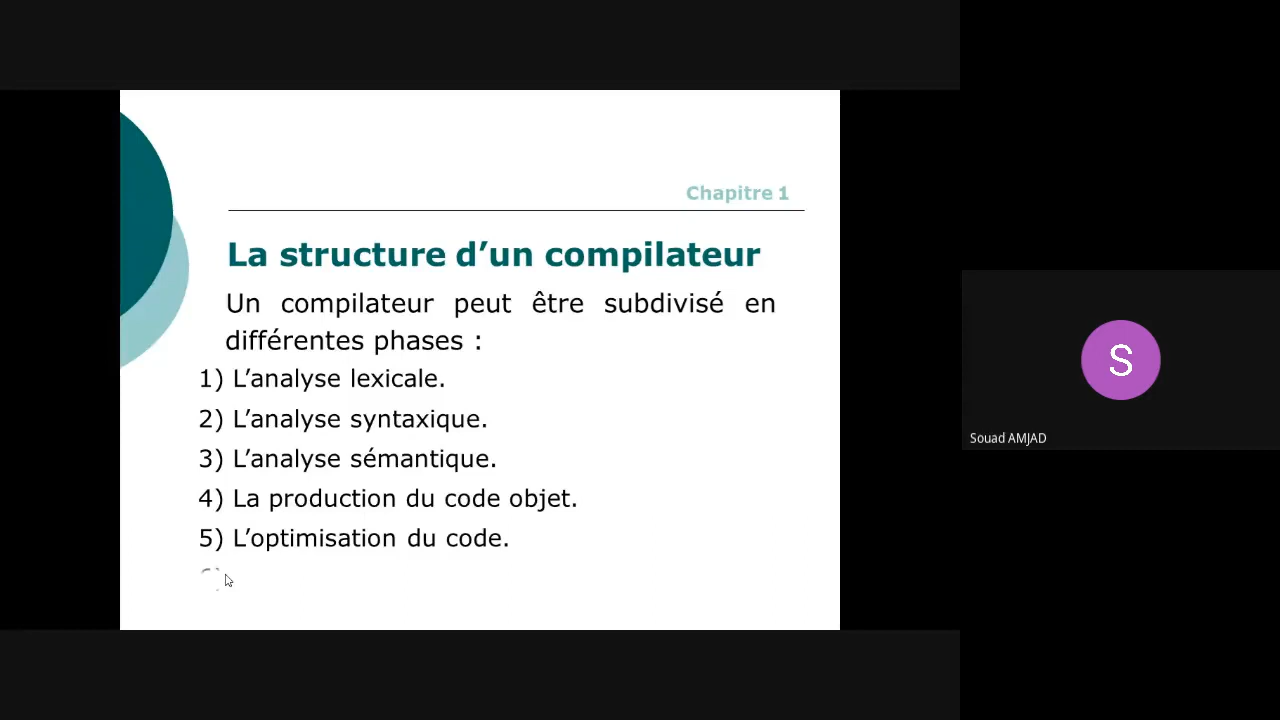 Chapitre 1
La structure d’un compilateur
Un compilateur peut être subdivisé en
différentes phases :
1) L’analyse lexicale.
2) L’analyse syntaxique.
3) L’analyse sémantique.
4) La production du code objet.
5) L’optimisation du code.
S
Souad AMJAD